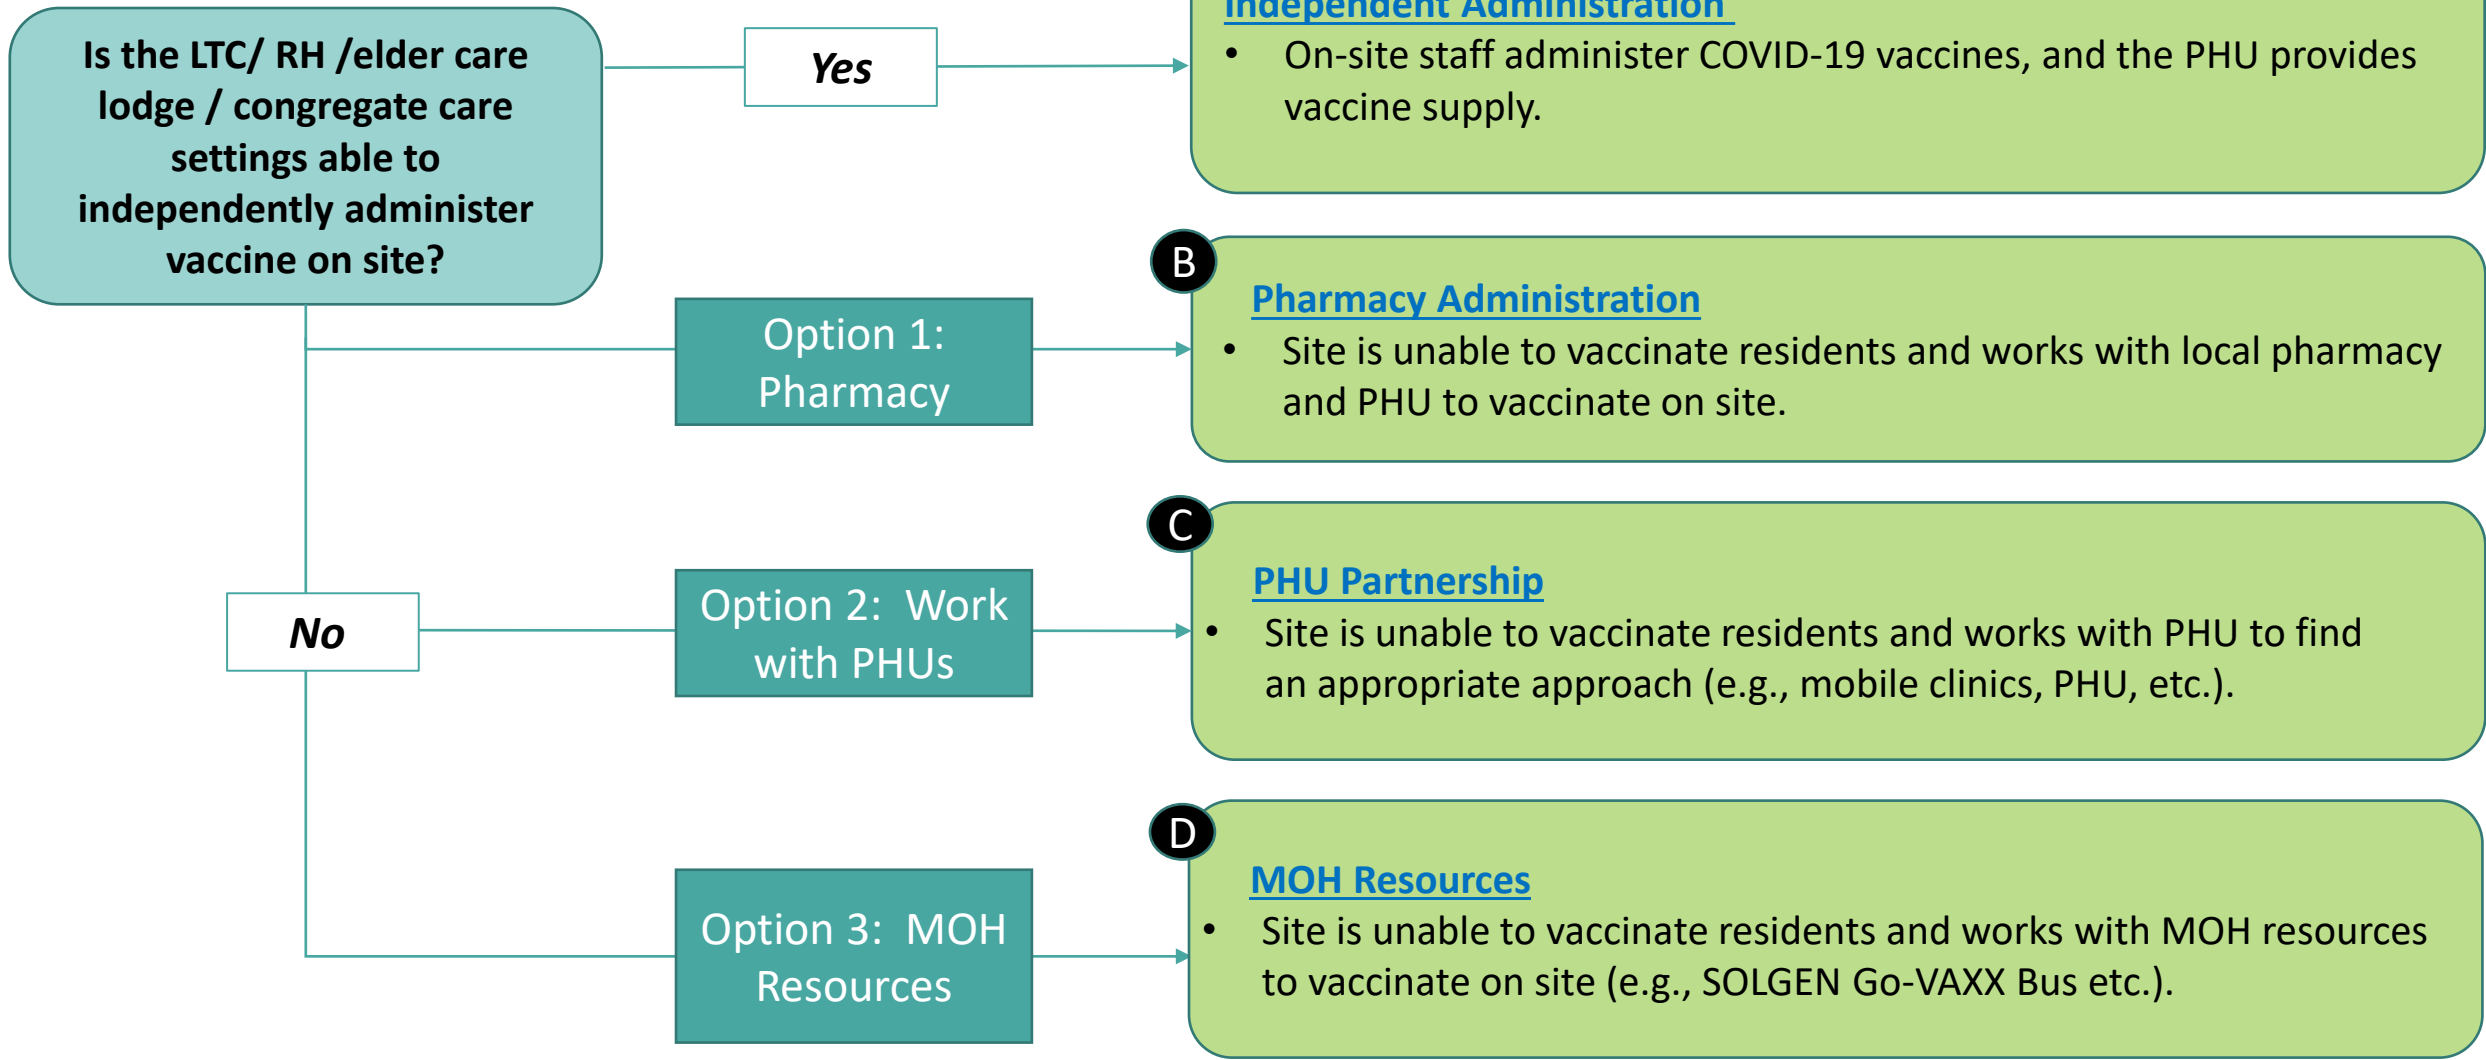 Is the LTC/ RH /elder care
lodge / congregate care
settings able to
independently administer
vaccine on site?
Yes
Independent Administration
• On-site staff administer COVID-19 vaccines, and the PHU provides
vaccine supply.
B
Option 1:
Pharmacy
Pharmacy Administration
• Site is unable to vaccinate residents and works with local pharmacy
and PHU to vaccinate on site.
C
No
Option 2: Work
with PHUs
PHU Partnership
• Site is unable to vaccinate residents and works with PHU to find
an appropriate approach (e.g., mobile clinics, PHU, etc.).
D
Option 3: MOH
Resources
MOH Resources
• Site is unable to vaccinate residents and works with MOH resources
to vaccinate on site (e.g., SOLGEN Go-VAXX Bus etc.).